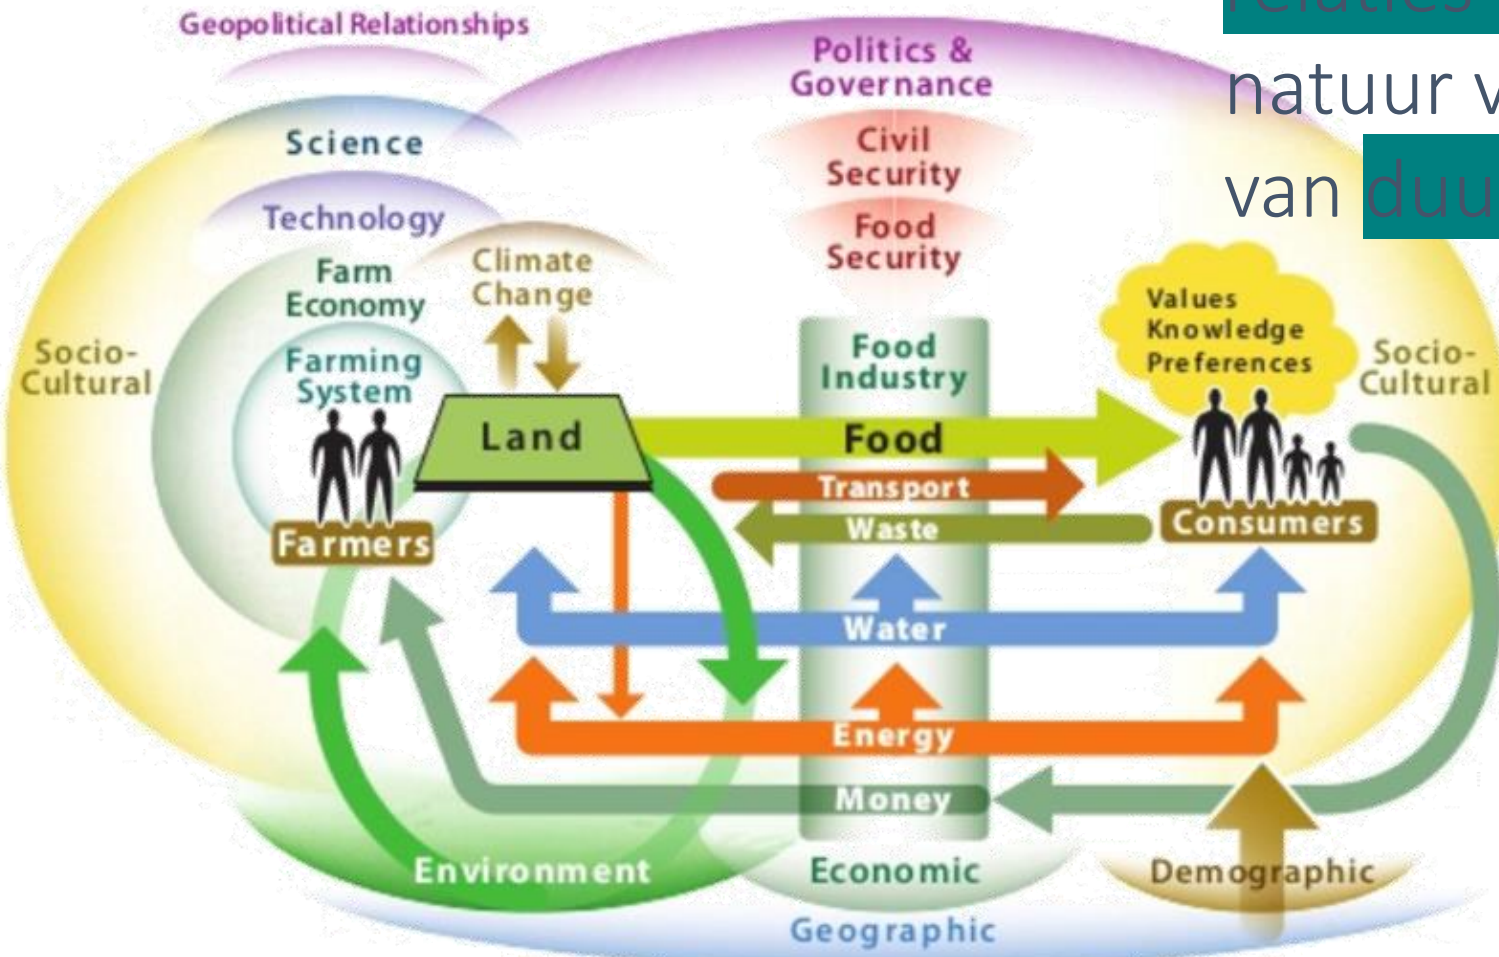 Geopolitical Relationships
relaties
natuur
van
Politics &
Governance
Science
Civil
Security
Technology
Food
Security
Farm
Economy
Climate
Change
Values
Knowledge
Preferences
Socio-
Cultural
Farming
System
Food
Industry
Socio-
Cultural
Land
Food
Transport
Waste
Consumers
Farmers
Water
Energy
Money
Environment
Economic
Demographic
Geographic